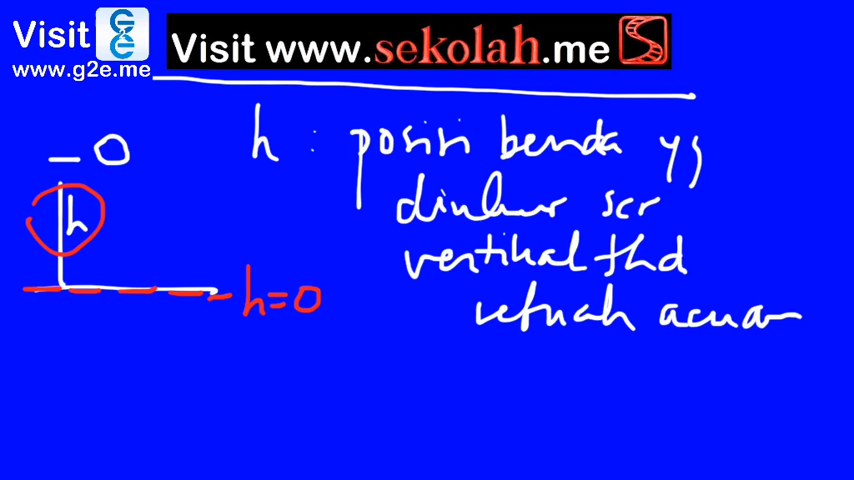 Visit
www.g2e.me
Visit www.sekolah.me S
O
h : posisi benda yg
diukur scr
h
vertikal thd
h=0
sebuah acuan